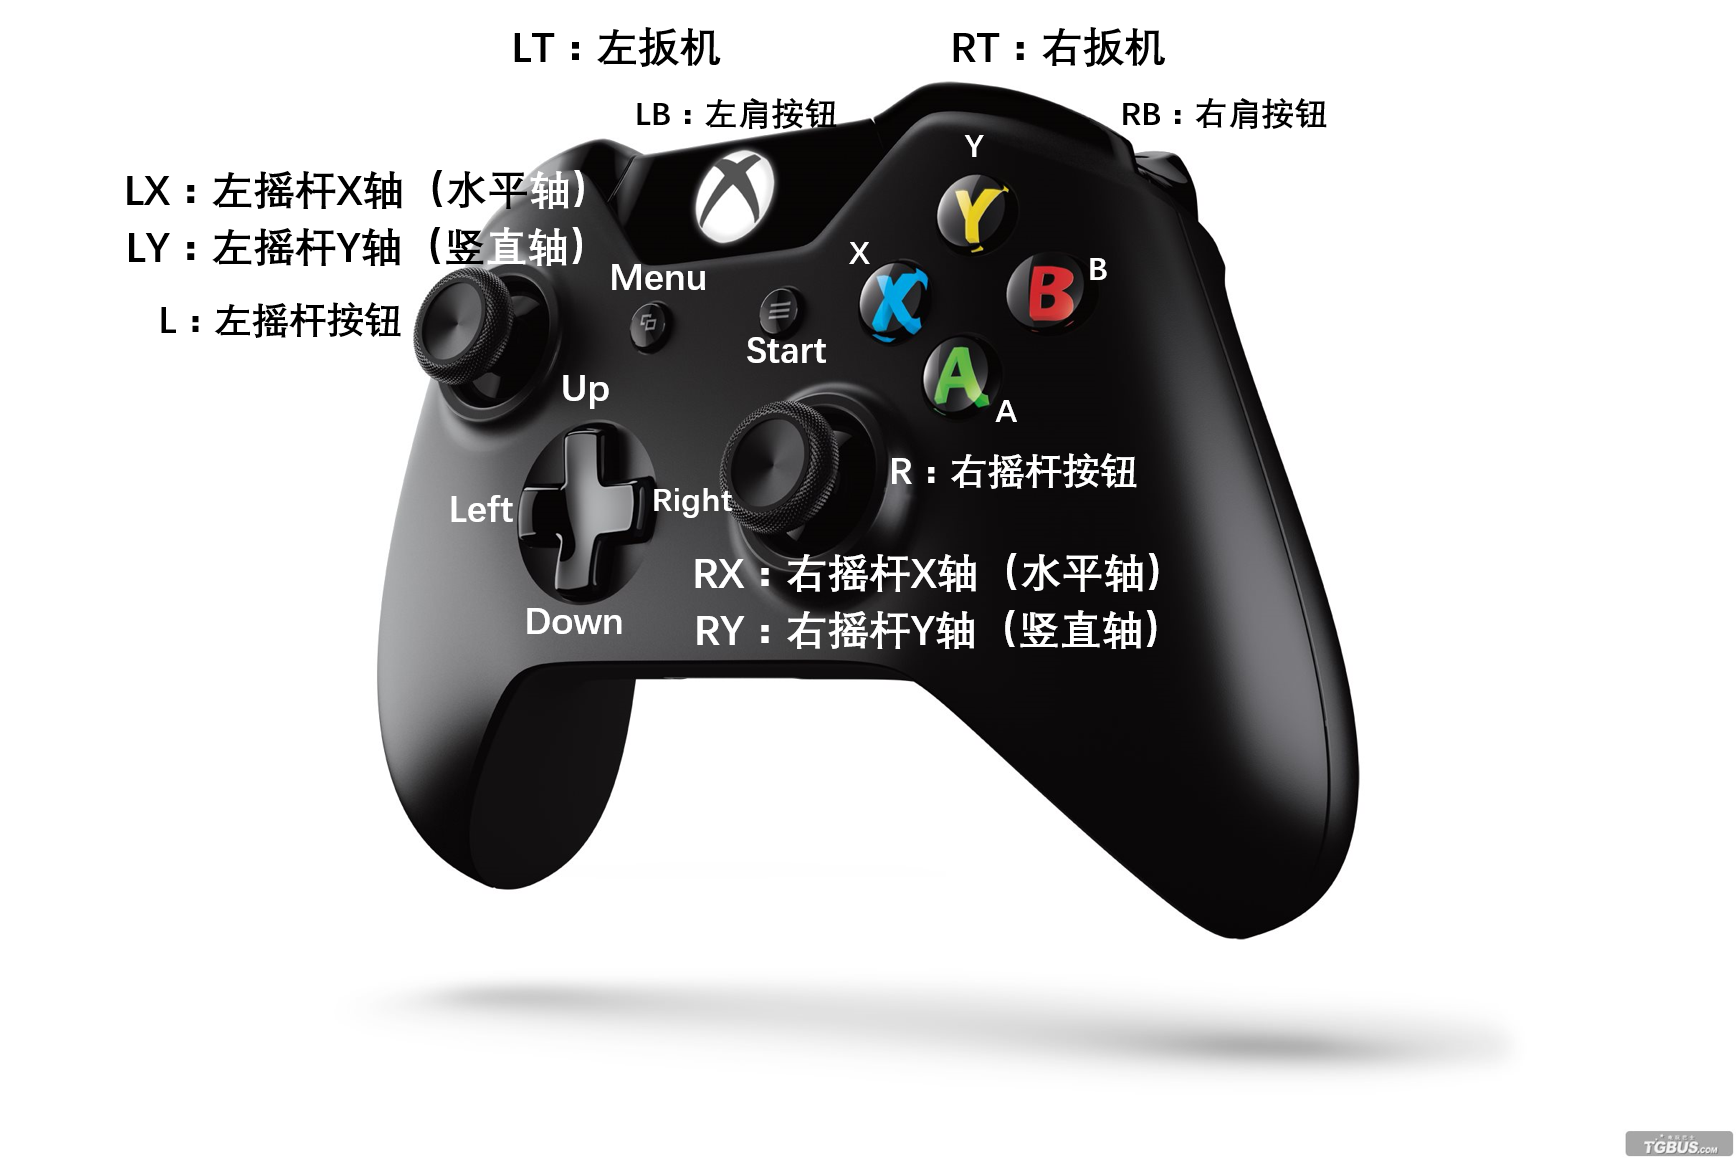 LT：左扳机
RT：右扳机
LB：左肩按钮
RB：右肩按钮
Y
Y
LX：左摇杆X轴（水平轴）
LY：左摇杆Y轴（竖直轴）
X
X
B
B
Menu
L：左摇杆按钮
Start
A
A
Up
R：右摇杆按钮
Left
Right
RX：右摇杆X轴（水平轴）
Down
RY：右摇杆Y轴（竖直轴）
TGBUS.COM